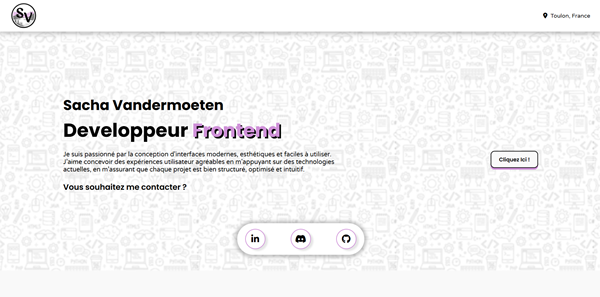 SV
Toulon, France
Sacha Vandermoeten
Developpeur Frontend
Je suis passionné par la conception d'interfaces modernes, esthétiques et faciles à utiliser.
J'aime concevoir des expériences utilisateur agréables en m'appuyant sur des technologies
actuelles, en m'assurant que chaque projet est bien structuré, optimisé et intuitif.
Cliquez ici !
Vous souhaitez me contacter ?
in